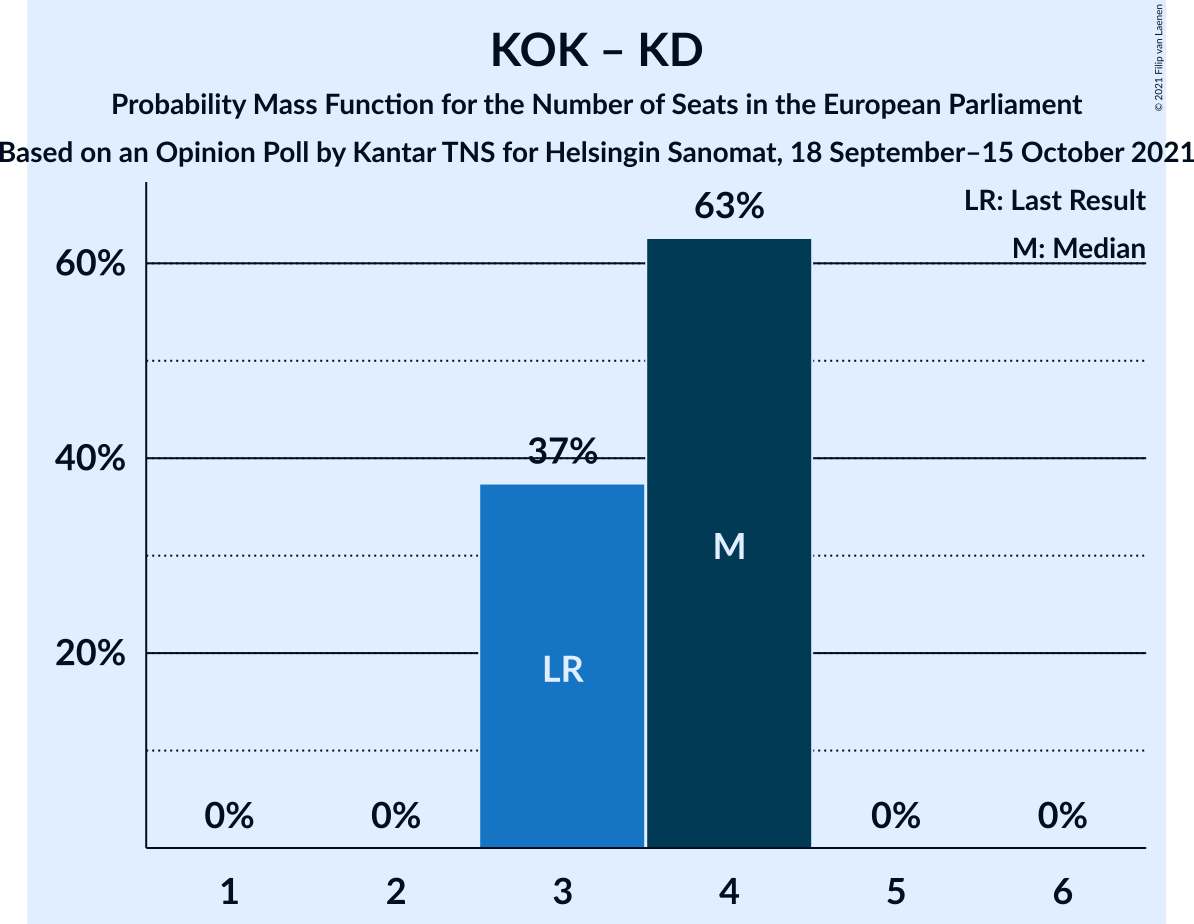 KOK – KD
Probability Mass Function for the Number of Seats in the European Parliament
Based on an Opinion Poll by Kantar TNS for Helsingin Sanomat, 18 September–15 October 2021
© 2021 Filip van Laenen
LR: Last Result
M: Median
63%
60%
37%
40%
M
20%
LR
0%
0%
0%
0%
1
2
3
4
5
6